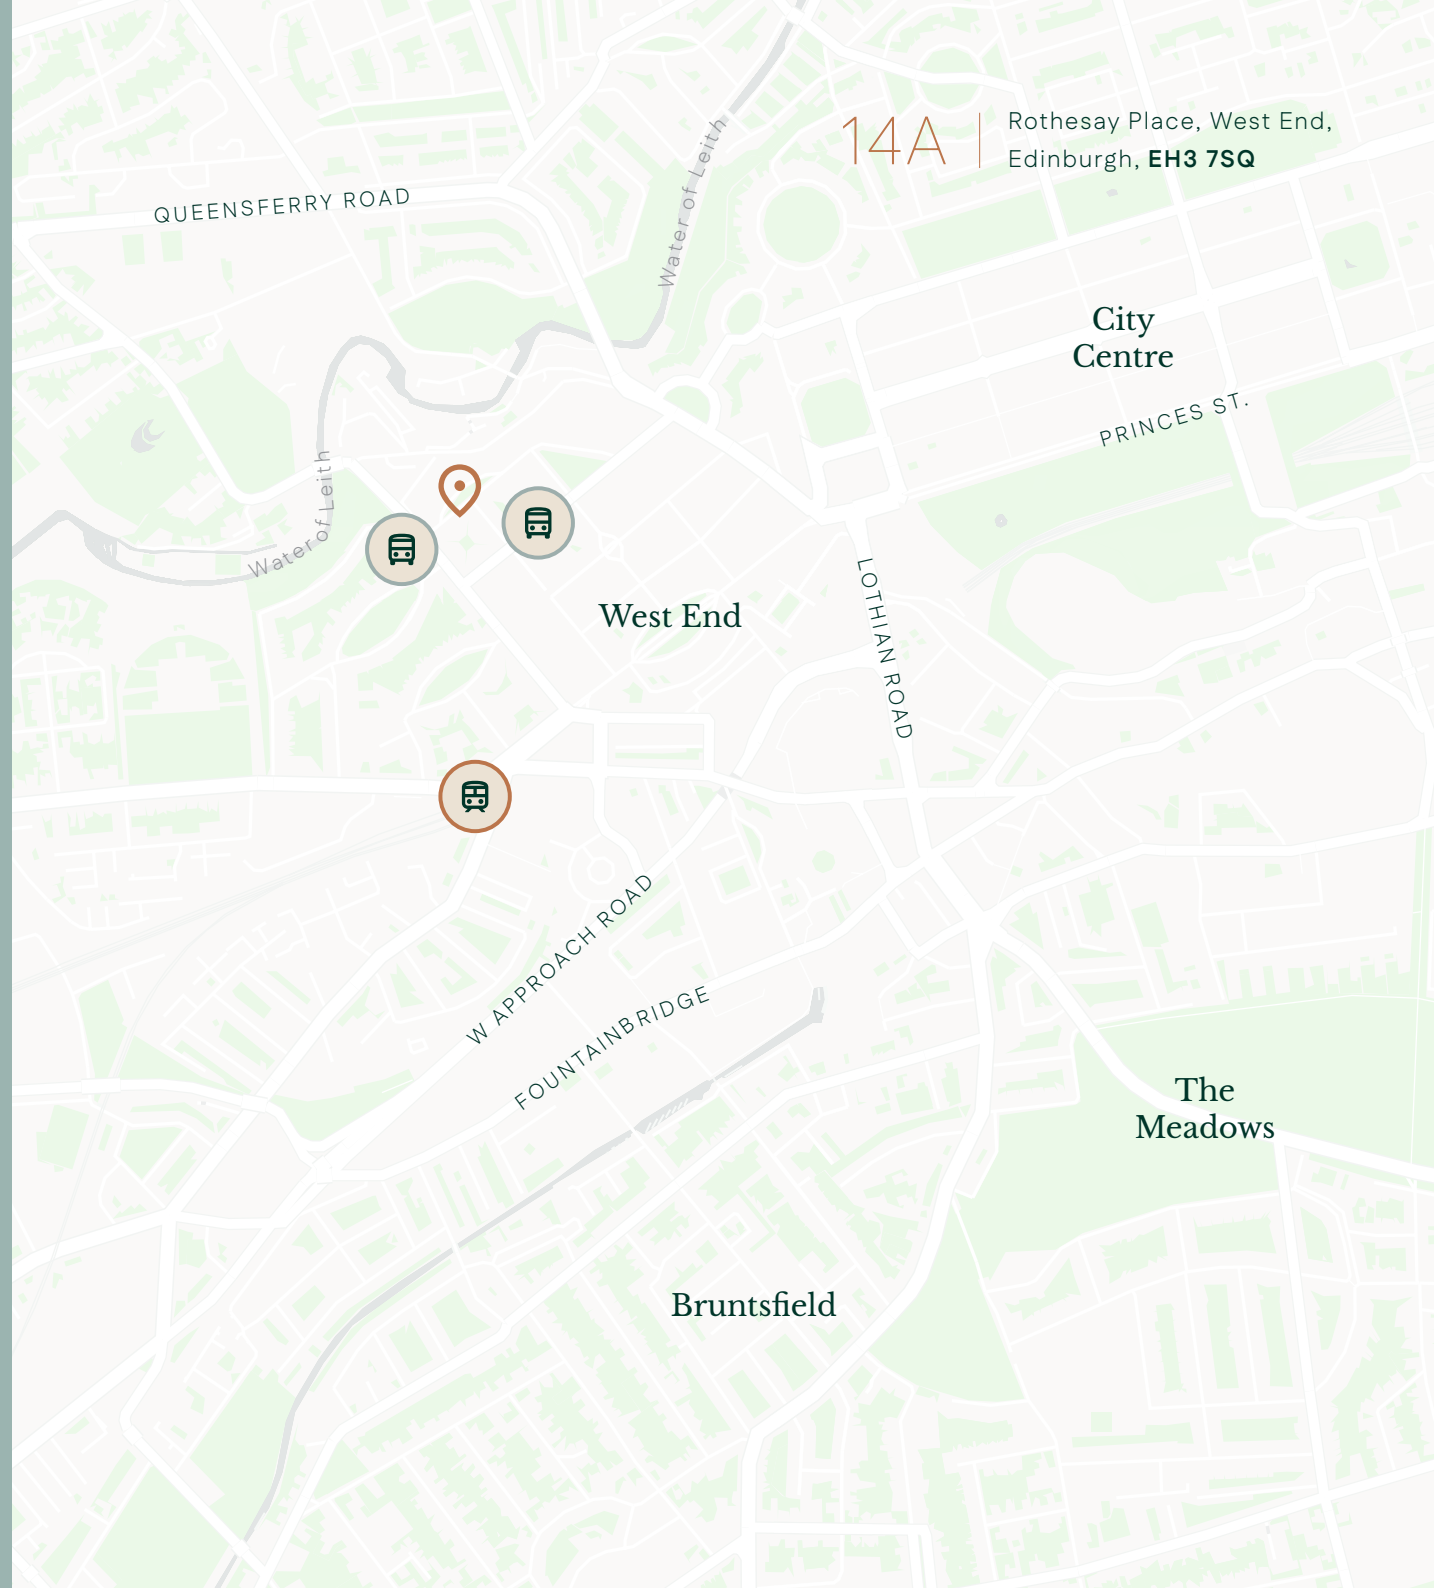 14A
Rothesay Place, West End,
Edinburgh, EH3 7SQ
Water of Leith
QUEENSFERRY ROAD
City
Centre
PRINCES ST.
Water of Leith
West End
LOTHIAN ROAD
W APPROACH ROAD
FOUNTAINBRIDGE
The
Meadows
Bruntsfield